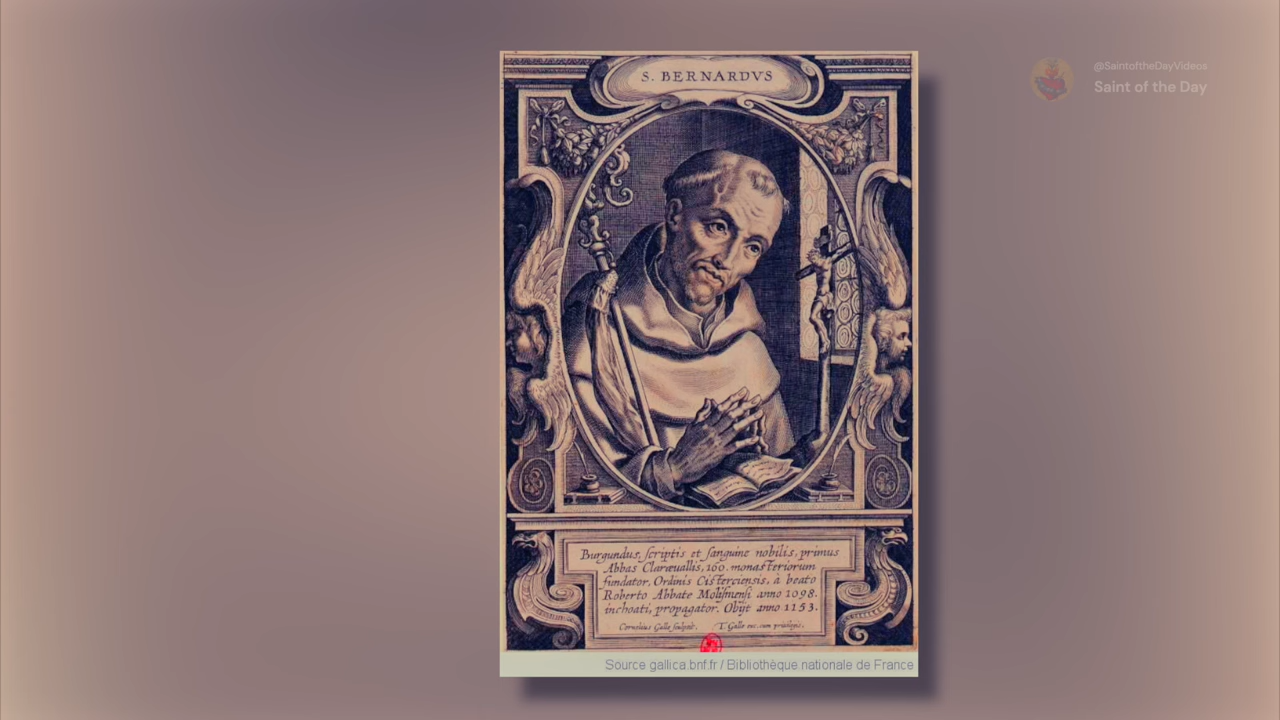 S. BERNARDVS
@SaintoftheDayVideos
Saint of the Day
Burgundus, scriptis et sanguine nobilis, primus
Abbas Claræuallis, 160. monasteriorum
fundator, Ordinis Cisterciensis, à beato
Roberto Abbate Molismensi anno 1098.
inchoati, propagator. Obijt anno 1153.
Cornelius Galle sculpsit. T. Galle exc. cum privilegio.
Source gallica.bnf.fr / Bibliothèque nationale de France